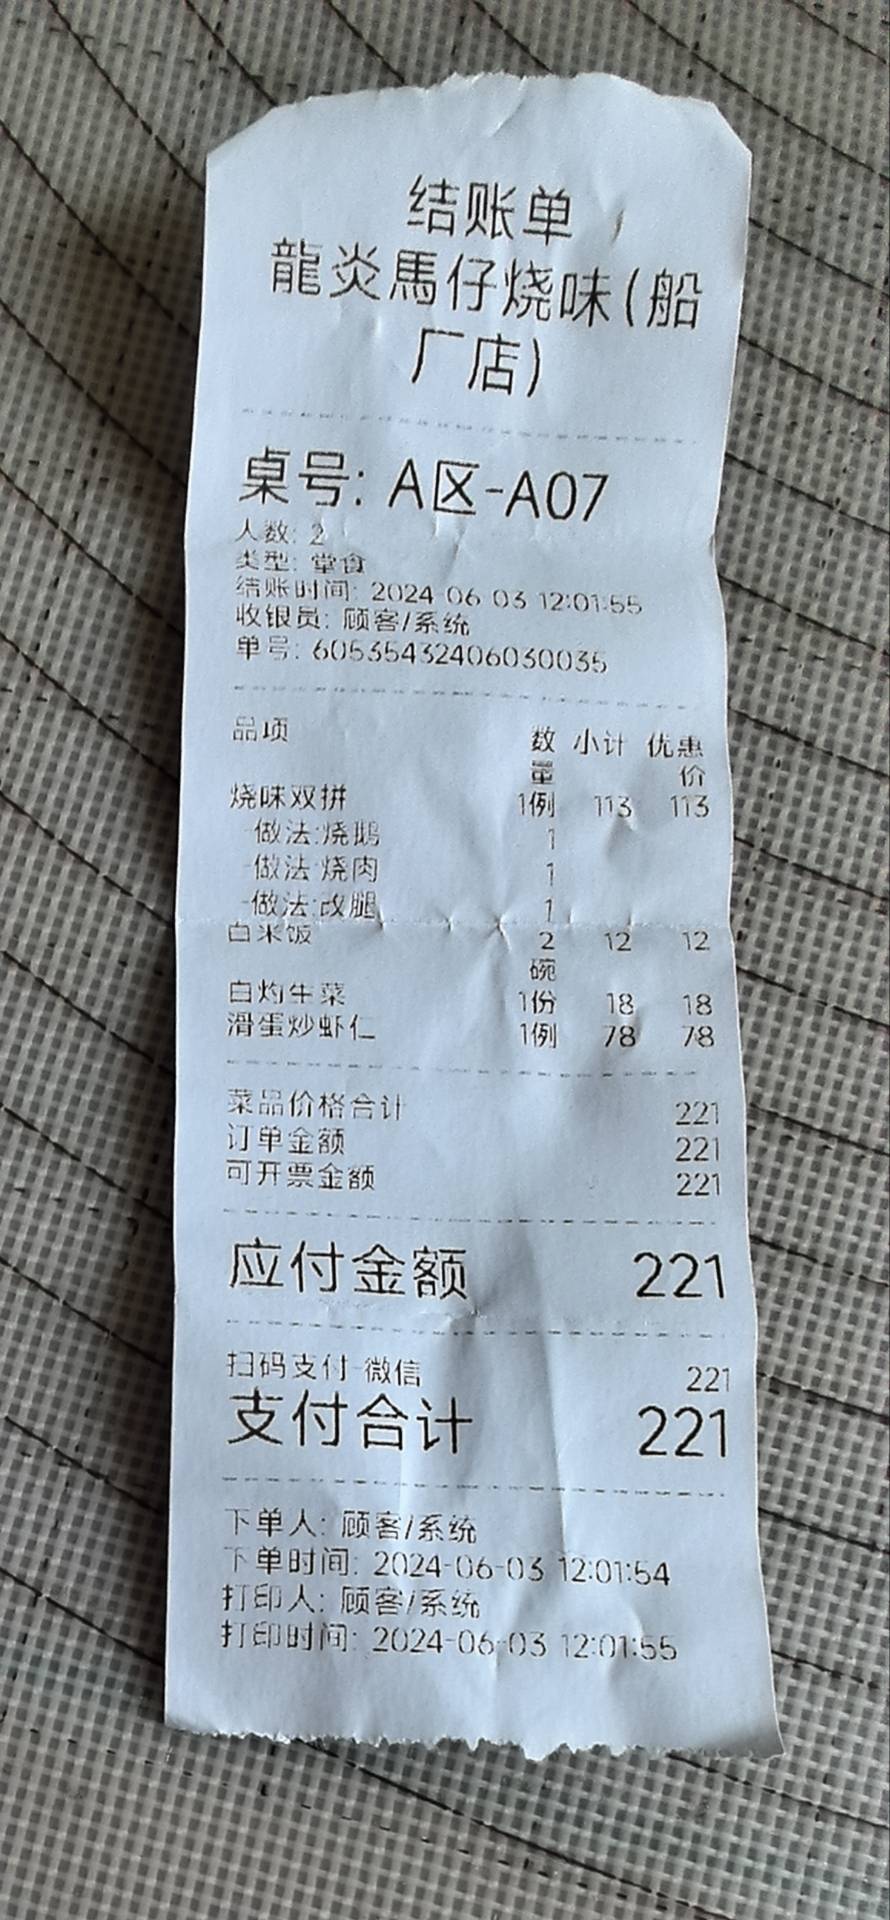 结账单
龍炎馬仔烧味(船
厂店)
桌号: A区-A07
人数: 2
类型: 堂食
结账时间: 2024-06-03 12:01:55
收银员: 顾客/系统
单号: 60535432406030035
品项 数 小计 优惠
量 价
烧味双拼 1例 113 113
-做法:烧鹅 1
-做法:烧肉 1
-做法:改腿 1
白米饭 2 12 12
碗
白灼生菜 1份 18 18
滑蛋炒虾仁 1例 78 78
菜品价格合计 221
订单金额 221
可开票金额 221
应付金额 221
扫码支付-微信 221
支付合计 221
下单人: 顾客/系统
下单时间: 2024-06-03 12:01:54
打印人: 顾客/系统
打印时间: 2024-06-03 12:01:55